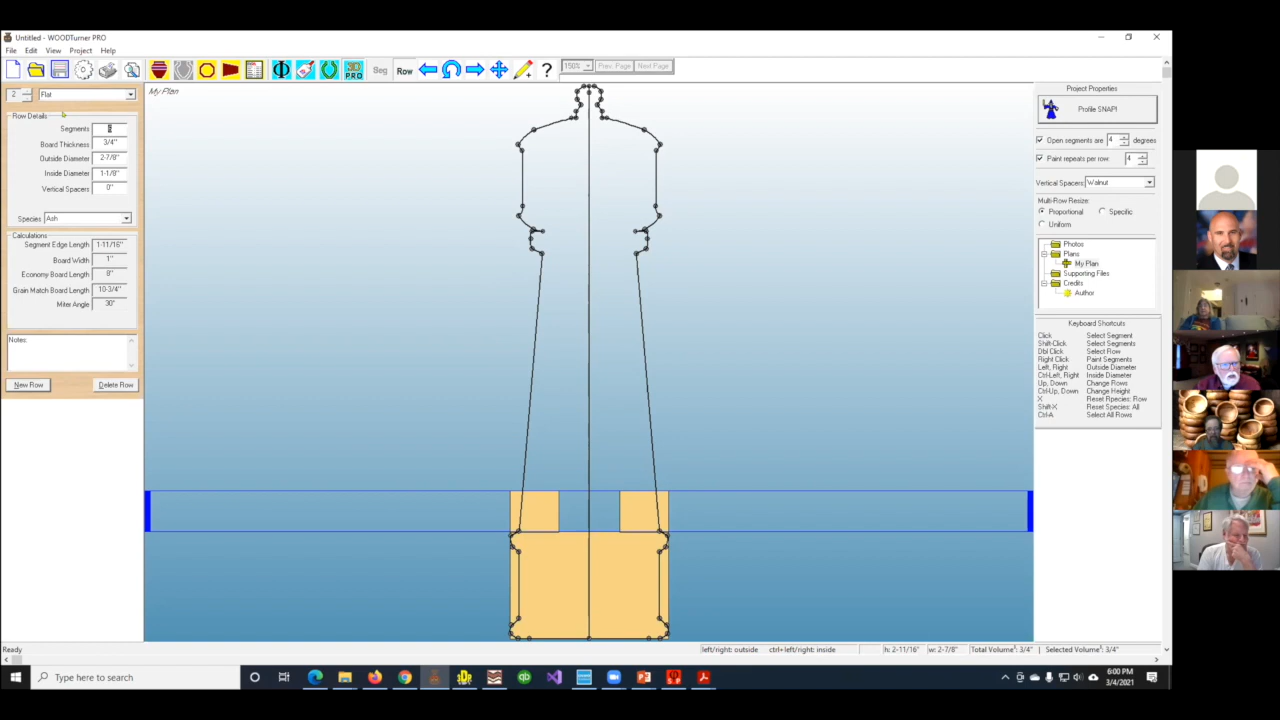 Untitled - WOODTurner PRO
File Edit View Project Help
3D PRO Seg Row ? 150% Prev. Page Next Page
2 Flat
My Plan
Row Details
Segments
Board Thickness 3/4"
Outside Diameter 2-7/8"
Inside Diameter 1-1/8"
Vertical Spacers 0"
Species Ash
Calculations
Segment Edge Length 1-11/16"
Board Width 1"
Economy Board Length 8"
Grain Match Board Length 10-3/4"
Miter Angle 30°
Notes:
New Row Delete Row
Project Properties
Profile SNAP!
Open segments are 4 degrees
Paint repeats per row: 4
Vertical Spacers: Walnut
Multi-Row Resize:
Proportional Specific
Uniform
Photos
Plans
My Plan
Supporting Files
Credits
Author
Keyboard Shortcuts
Click Select Segment
Shift-Click Select Segments
Dbl Click Select Row
Right Click Paint Segments
Left, Right Outside Diameter
Ctrl-Left, Right Inside Diameter
Up, Down Change Rows
Ctrl-Up, Down Change Height
X Reset Rpecies: Row
Shift-X Reset Species: All
Ctrl-A Select All Rows
Ready left/right: outside ctrl+left/right: inside h: 2-11/16" w: 2-7/8" Total Volume³: 3/4" Selected Volume³: 3/4"
Type here to search
6:00 PM
3/4/2021